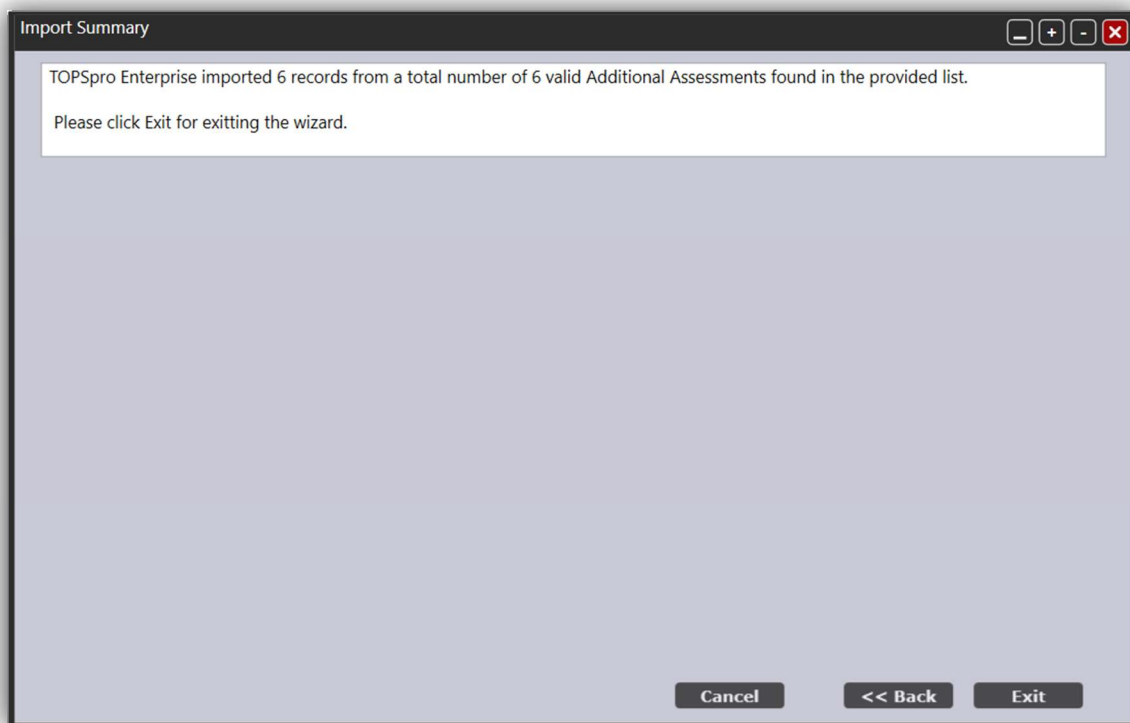 Import Summary
TOPSpro Enterprise imported 6 records from a total number of 6 valid Additional Assessments found in the provided list.
Please click Exit for exitting the wizard.
Cancel
<< Back
Exit